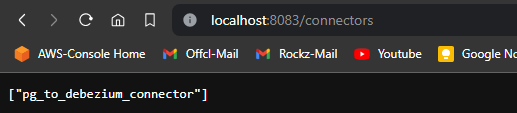 localhost:8083/connectors
AWS-Console Home Offcl-Mail Rockz-Mail Youtube Google No
["pg_to_debezium_connector"]